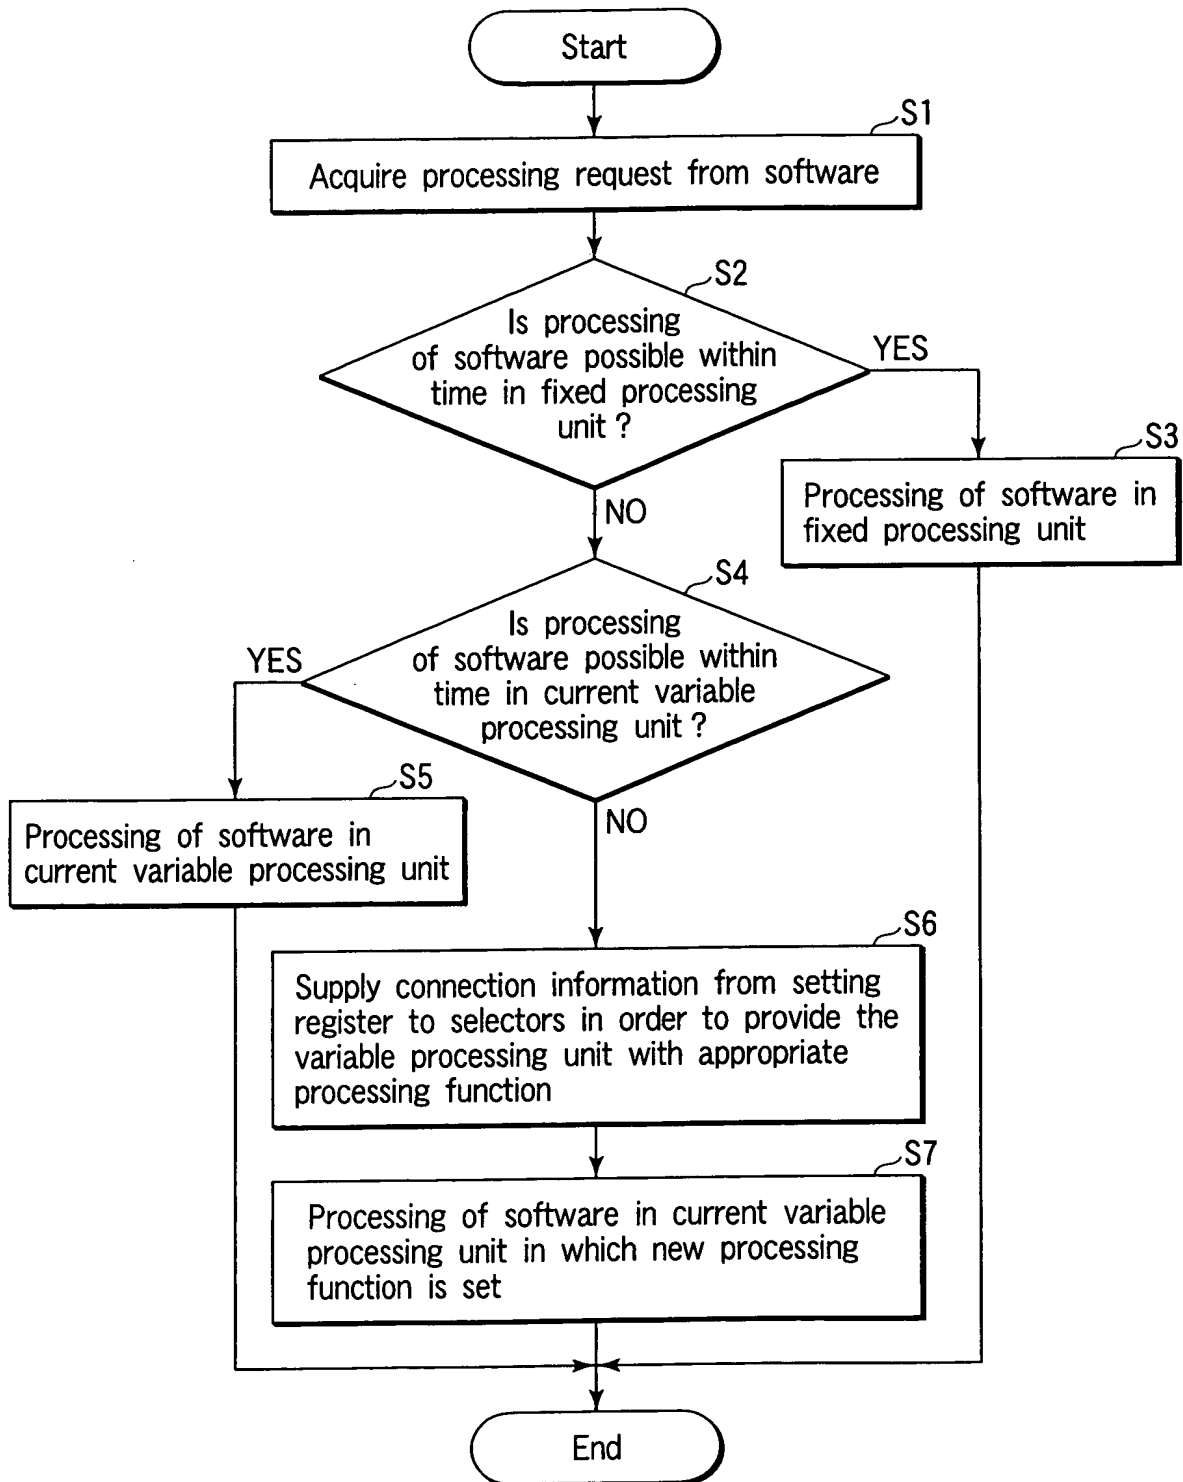 Start
S1
Acquire processing request from software
S2
Is processing
of software possible within
time in fixed processing
unit ?
YES
S3
Processing of software in
fixed processing unit
NO
S4
Is processing
of software possible within
time in current variable
processing unit ?
YES
S5
Processing of software in
current variable processing unit
NO
S6
Supply connection information from setting
register to selectors in order to provide the
variable processing unit with appropriate
processing function
S7
Processing of software in current variable
processing unit in which new processing
function is set
End